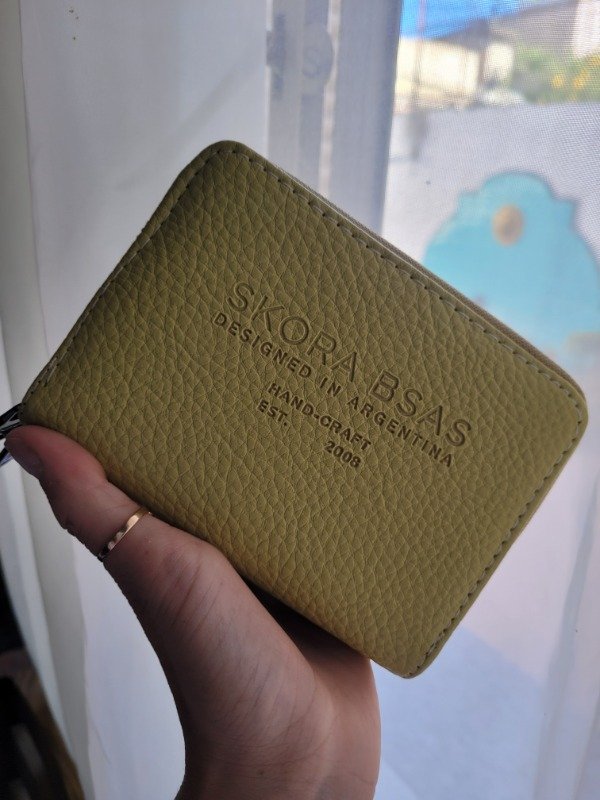 SKORA BSAS
DESIGNED IN ARGENTINA
HAND-CRAFT
EST. 2008